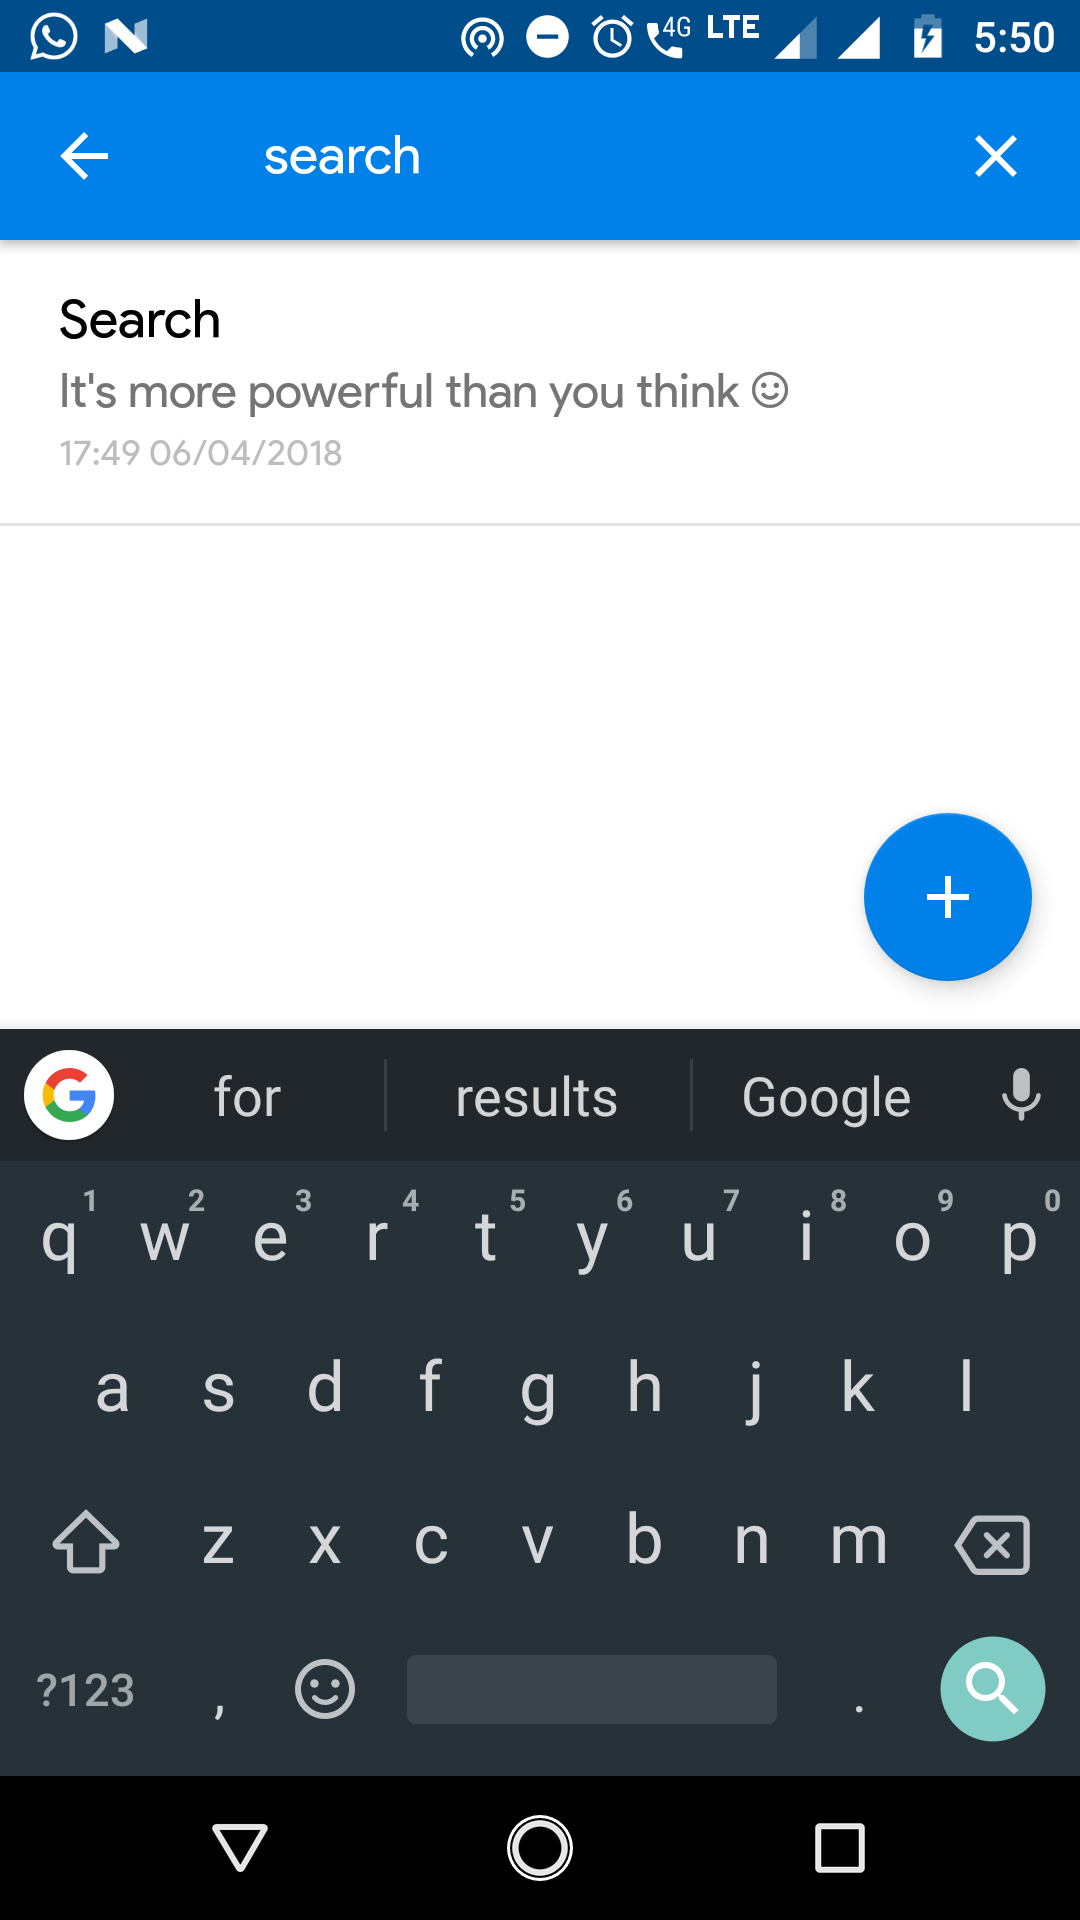 4G LTE 5:50
search
Search
It's more powerful than you think ☺
17:49 06/04/2018
for results Google
1 2 3 4 5 6 7 8 9 0
q w e r t y u i o p
a s d f g h j k l
z x c v b n m
?123 , .